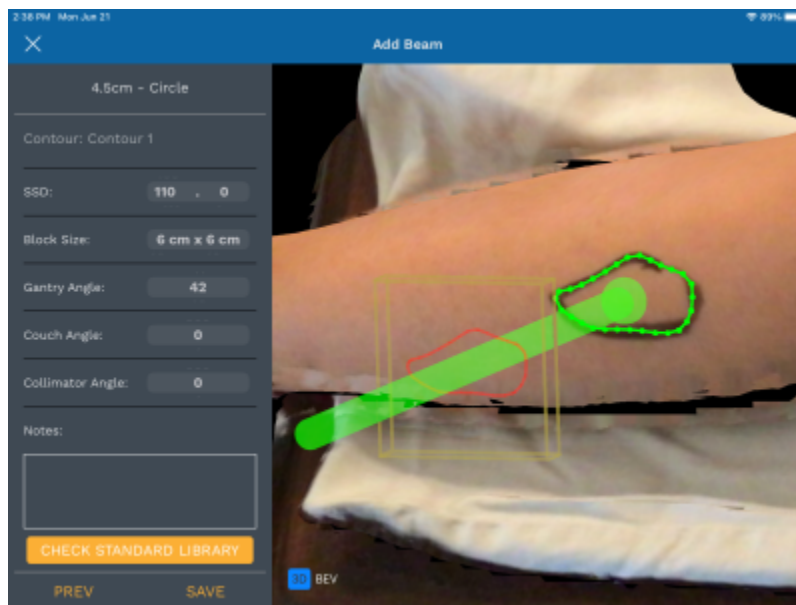 2:38 PM Mon Jun 21
89%
Add Beam
4.5cm - Circle
Contour: Contour 1
SSD: 110 . 0
Block Size: 6 cm x 6 cm
Gantry Angle: 42
Couch Angle: 0
Collimator Angle: 0
Notes:
CHECK STANDARD LIBRARY
PREV SAVE
3D BEV